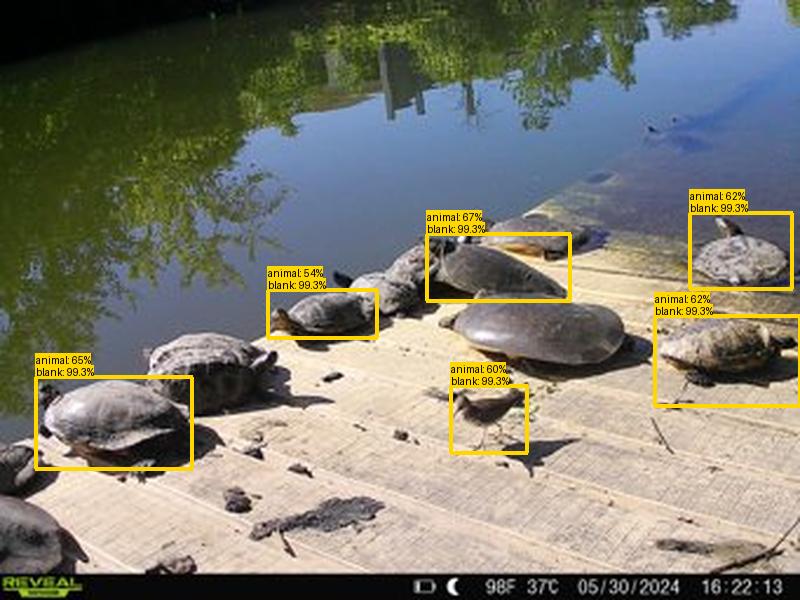 animal: 62%
blank: 99.3%
animal: 67%
blank: 99.3%
animal: 54%
blank: 99.3%
animal: 62%
blank: 99.3%
animal: 65%
blank: 99.3%
animal: 60%
blank: 99.3%
REVEAL
98F 37C 05/30/2024 16:22:13